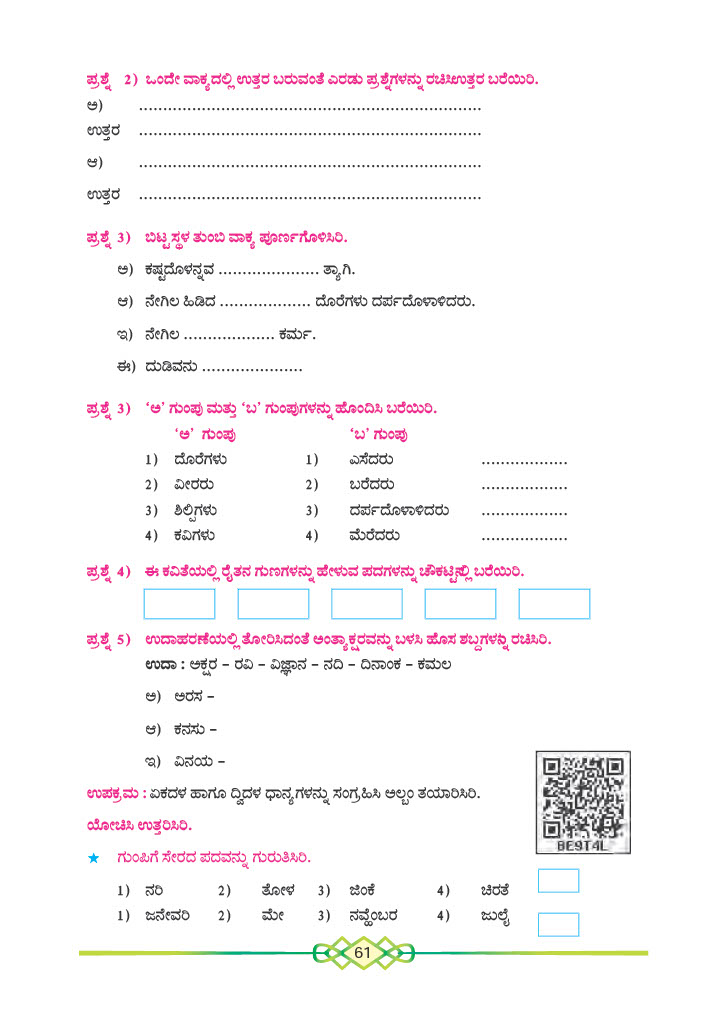 ಪ್ರಶ್ನೆ 2) ಒಂದೇ ವಾಕ್ಯದಲ್ಲಿ ಉತ್ತರ ಬರುವಂತೆ ಎರಡು ಪ್ರಶ್ನೆಗಳನ್ನು ರಚಿಸಿಉತ್ತರ ಬರೆಯಿರಿ.
ಅ) .......................................................................
ಉತ್ತರ .......................................................................
ಆ) .......................................................................
ಉತ್ತರ .......................................................................
ಪ್ರಶ್ನೆ 3) ಬಿಟ್ಟ ಸ್ಥಳ ತುಂಬಿ ವಾಕ್ಯ ಪೂರ್ಣಗೊಳಿಸಿರಿ.
ಅ) ಕಷ್ಟದೊಳನ್ನವ ..................... ತ್ಯಾಗಿ.
ಆ) ನೇಗಿಲ ಹಿಡಿದ ................... ದೊರೆಗಳು ದರ್ಪದೊಳಾಳಿದರು.
ಇ) ನೇಗಿಲ ................... ಕರ್ಮ.
ಈ) ದುಡಿವನು .....................
ಪ್ರಶ್ನೆ 3) ‘ಅ’ ಗುಂಪು ಮತ್ತು ‘ಬ’ ಗುಂಪುಗಳನ್ನು ಹೊಂದಿಸಿ ಬರೆಯಿರಿ.
‘ಅ’ ಗುಂಪು ‘ಬ’ ಗುಂಪು
1) ದೊರೆಗಳು 1) ಎಸೆದರು ..................
2) ವೀರರು 2) ಬರೆದರು ..................
3) ಶಿಲ್ಪಿಗಳು 3) ದರ್ಪದೊಳಾಳಿದರು ..................
4) ಕವಿಗಳು 4) ಮೆರೆದರು ..................
ಪ್ರಶ್ನೆ 4) ಈ ಕವಿತೆಯಲ್ಲಿ ರೈತನ ಗುಣಗಳನ್ನು ಹೇಳುವ ಪದಗಳನ್ನು ಚೌಕಟ್ಟಿನಲ್ಲಿ ಬರೆಯಿರಿ.
ಪ್ರಶ್ನೆ 5) ಉದಾಹರಣೆಯಲ್ಲಿ ತೋರಿಸಿದಂತೆ ಅಂತ್ಯಾಕ್ಷರವನ್ನು ಬಳಸಿ ಹೊಸ ಶಬ್ದಗಳನ್ನು ರಚಿಸಿರಿ.
ಉದಾ : ಅಕ್ಷರ – ರವಿ – ವಿಜ್ಞಾನ – ನದಿ – ದಿನಾಂಕ – ಕಮಲ
ಅ) ಅರಸ –
ಆ) ಕನಸು –
ಇ) ವಿನಯ –
ಉಪಕ್ರಮ : ಏಕದಳ ಹಾಗೂ ದ್ವಿದಳ ಧಾನ್ಯಗಳನ್ನು ಸಂಗ್ರಹಿಸಿ ಅಲ್ಬಂ ತಯಾರಿಸಿರಿ.
BE9T4L
ಯೋಚಿಸಿ ಉತ್ತರಿಸಿರಿ.
★ ಗುಂಪಿಗೆ ಸೇರದ ಪದವನ್ನು ಗುರುತಿಸಿರಿ.
1) ನರಿ 2) ತೋಳ 3) ಜಿಂಕೆ 4) ಚಿರತೆ
1) ಜನೇವರಿ 2) ಮೇ 3) ನವ್ಹೆಂಬರ 4) ಜುಲೈ
61